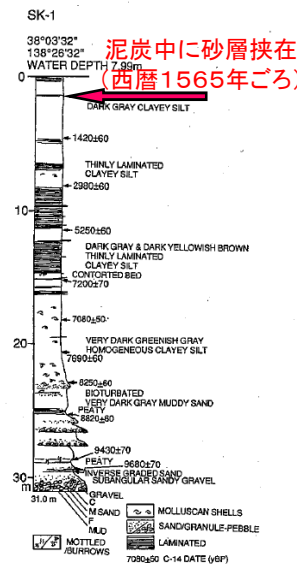 SK-1
38°03'32"
138°26'32"
WATER DEPTH 7.99m
泥炭中に砂層挟在
(西暦1565年ごろ)
0
DARK GRAY CLAYEY SILT
1420±60
THINLY LAMINATED
CLAYEY SILT
2980±60
10
5250±60
DARK GRAY & DARK YELLOWISH BROWN
THINLY LAMINATED
CLAYEY SILT
CONTORTED BED
7200±70
7080±50
20
VERY DARK GREENISH GRAY
HOMOGENEOUS CLAYEY SILT
7690±60
8250±60
BIOTURBATED
VERY DARK GRAY MUDDY SAND
PEATY
8820±80
9430±70
PEATY
9680±70
INVERSE GRADED SAND
SUBANGULAR SANDY GRAVEL
30
m
31.0 m
GRAVEL
C
M SAND
F
MUD
MOLLUSCAN SHELLS
SAND/GRANULE-PEBBLE
MOTTLED
/BURROWS
LAMINATED
7080±50 C-14 DATE (yBP)